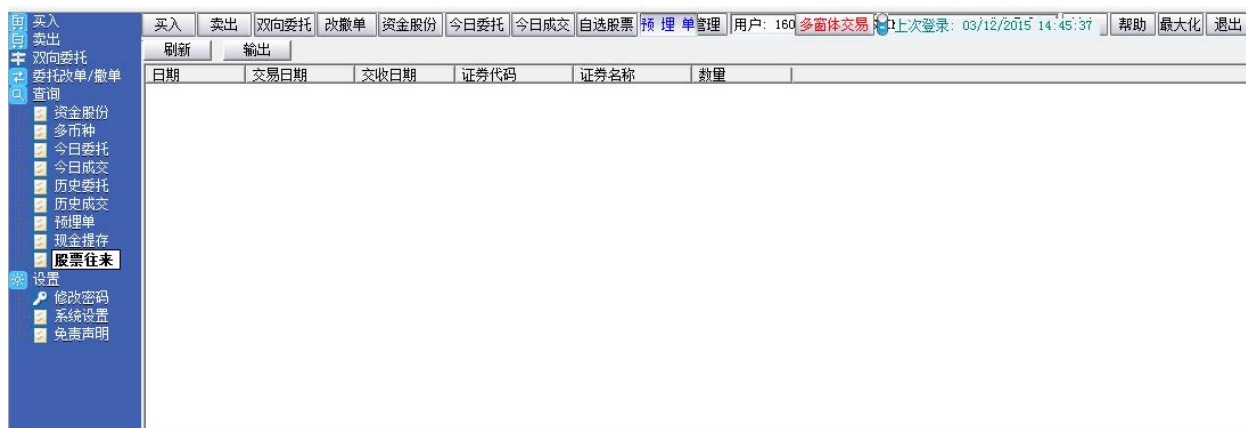 买入 卖出 双向委托 改撤单 资金股份 今日委托 今日成交 自选股票 预 埋 单 管理 用户: 160 多窗体交易 上次登录: 03/12/2015 14:45:37 帮助 最大化 退出
刷新 输出
日期 交易日期 交收日期 证券代码 证券名称 数量
买入
卖出
双向委托
委托改单/撤单
查询
资金股份
多币种
今日委托
今日成交
历史委托
历史成交
预埋单
现金提存
股票往来
设置
修改密码
系统设置
免责声明